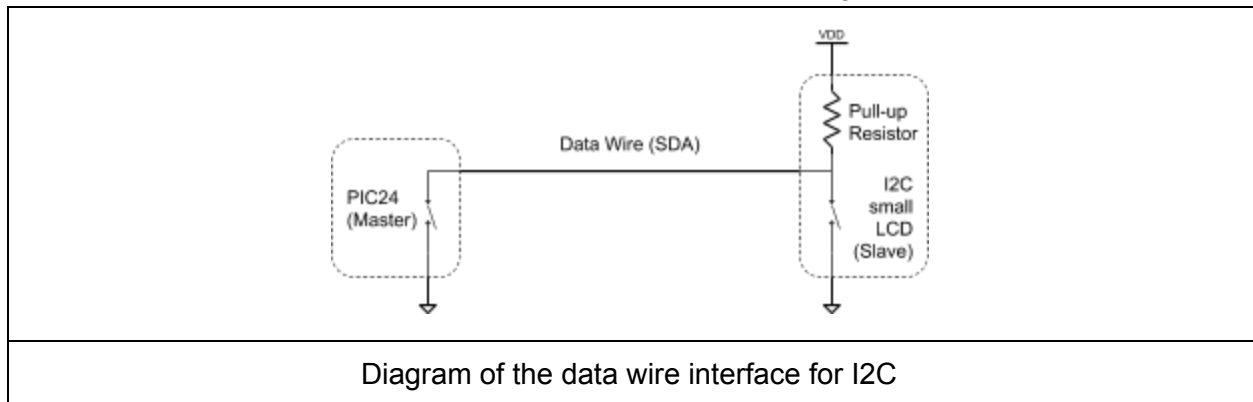 VDD
Pull-up
Resistor
Data Wire (SDA)
PIC24
(Master)
I2C
small
LCD
(Slave)
Diagram of the data wire interface for I2C